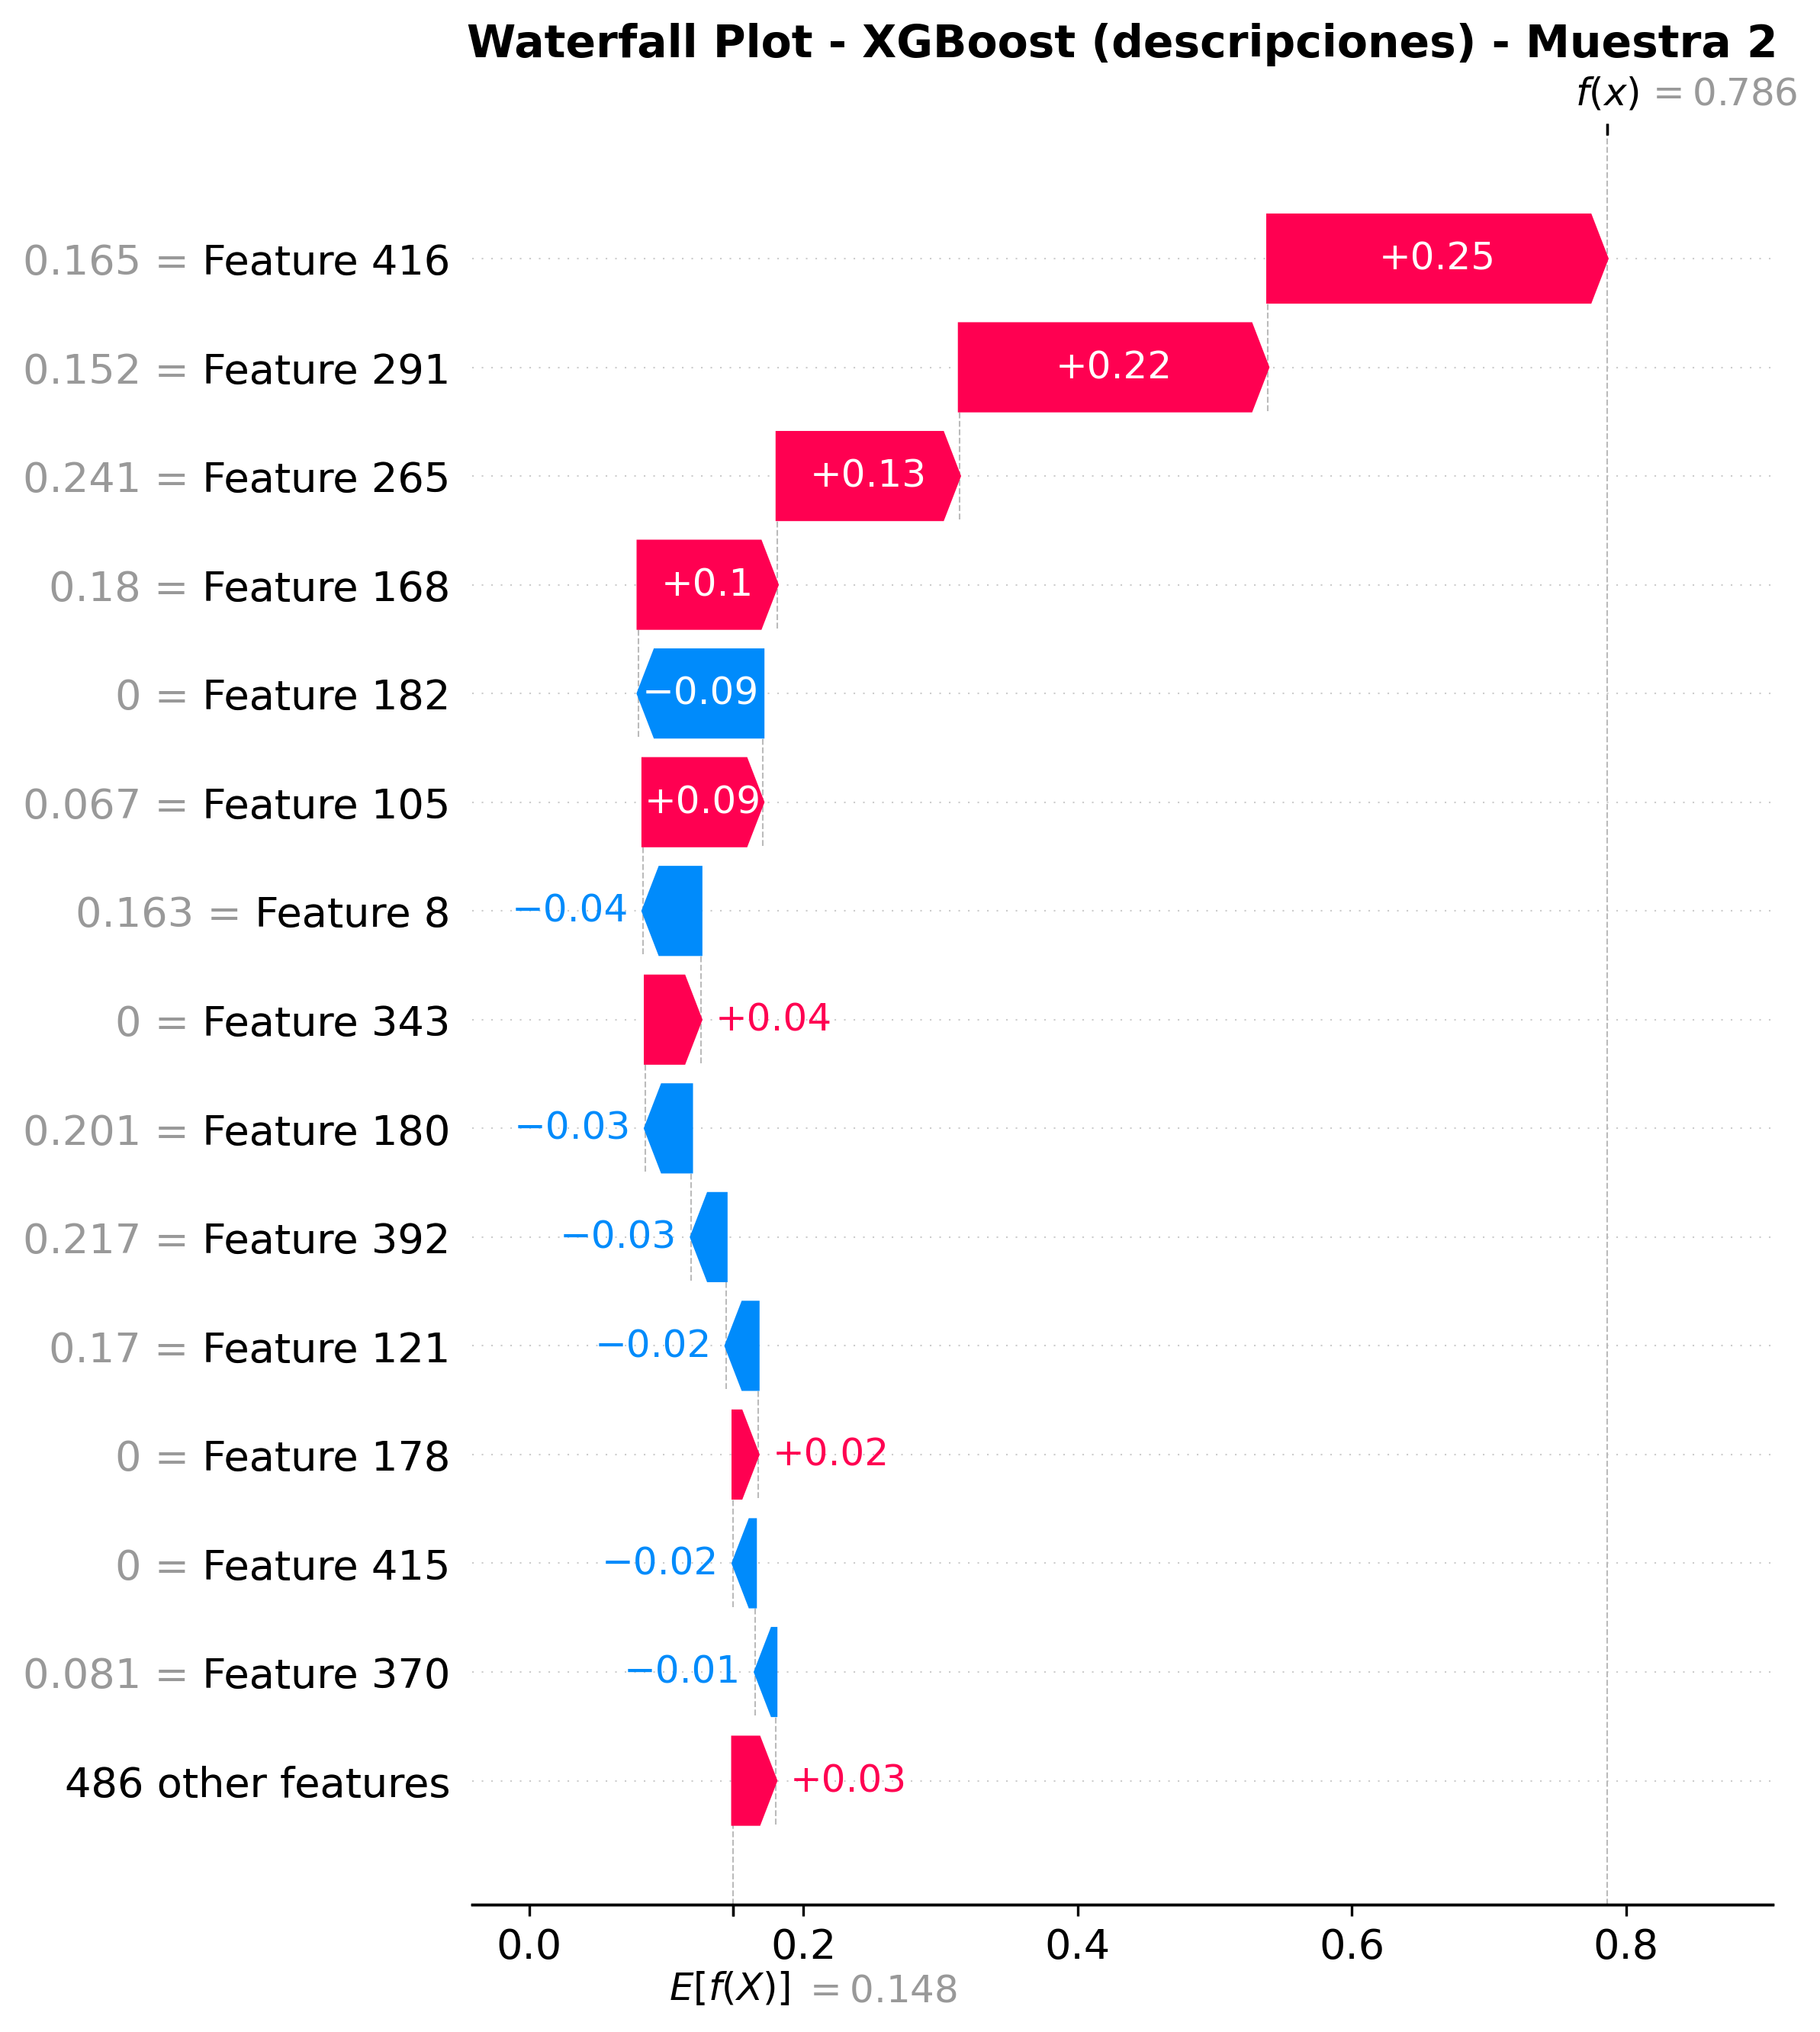 Waterfall Plot - XGBoost (descripciones) - Muestra 2
f(x) = 0.786
0.165 = Feature 416 +0.25
0.152 = Feature 291 +0.22
0.241 = Feature 265 +0.13
0.18 = Feature 168 +0.1
0 = Feature 182 −0.09
0.067 = Feature 105 +0.09
0.163 = Feature 8 −0.04
0 = Feature 343 +0.04
0.201 = Feature 180 −0.03
0.217 = Feature 392 −0.03
0.17 = Feature 121 −0.02
0 = Feature 178 +0.02
0 = Feature 415 −0.02
0.081 = Feature 370 −0.01
486 other features +0.03
0.0 0.2 0.4 0.6 0.8
E[f(X)] = 0.148